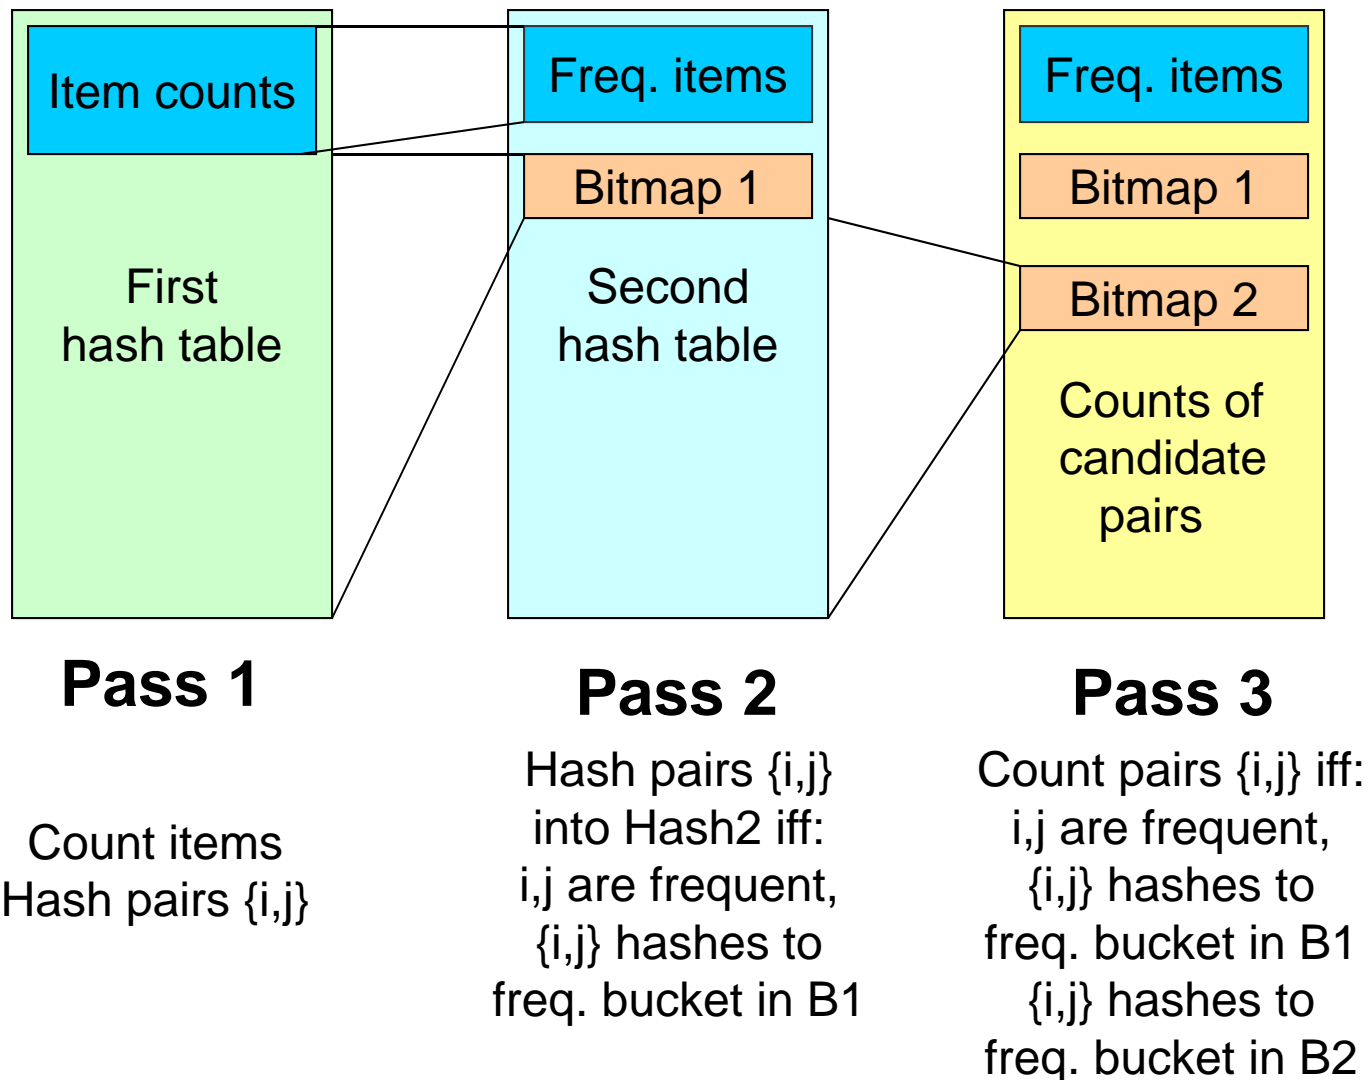 Item counts
First
hash table
Pass 1
Count items
Hash pairs {i,j}
Freq. items
Bitmap 1
Second
hash table
Pass 2
Hash pairs {i,j}
into Hash2 iff:
i,j are frequent,
{i,j} hashes to
freq. bucket in B1
Freq. items
Bitmap 1
Bitmap 2
Counts of
candidate
pairs
Pass 3
Count pairs {i,j} iff:
i,j are frequent,
{i,j} hashes to
freq. bucket in B1
{i,j} hashes to
freq. bucket in B2